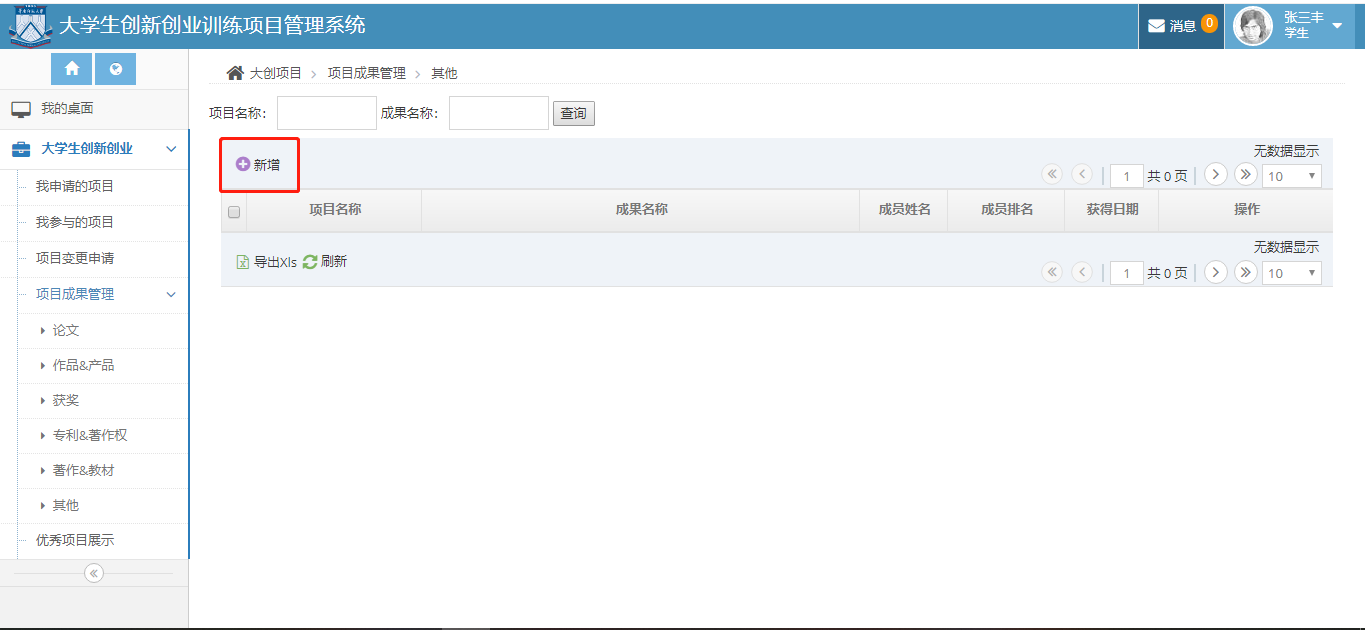 大学生创新创业训练项目管理系统
消息 0
张三丰
学生
我的桌面
大学生创新创业
我申请的项目
我参与的项目
项目变更申请
项目成果管理
论文
作品&产品
获奖
专利&著作权
著作&教材
其他
优秀项目展示
大创项目 > 项目成果管理 > 其他
项目名称: 成果名称: 查询
新增
无数据显示
1 共 0 页 10
项目名称 成果名称 成员姓名 成员排名 获得日期 操作
导出Xls 刷新
无数据显示
1 共 0 页 10